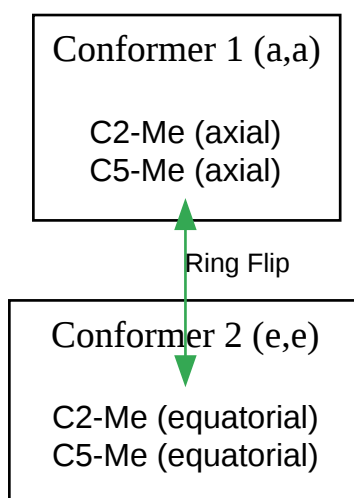 Conformer 1 (a,a)
C2-Me (axial)
C5-Me (axial)
Ring Flip
Conformer 2 (e,e)
C2-Me (equatorial)
C5-Me (equatorial)